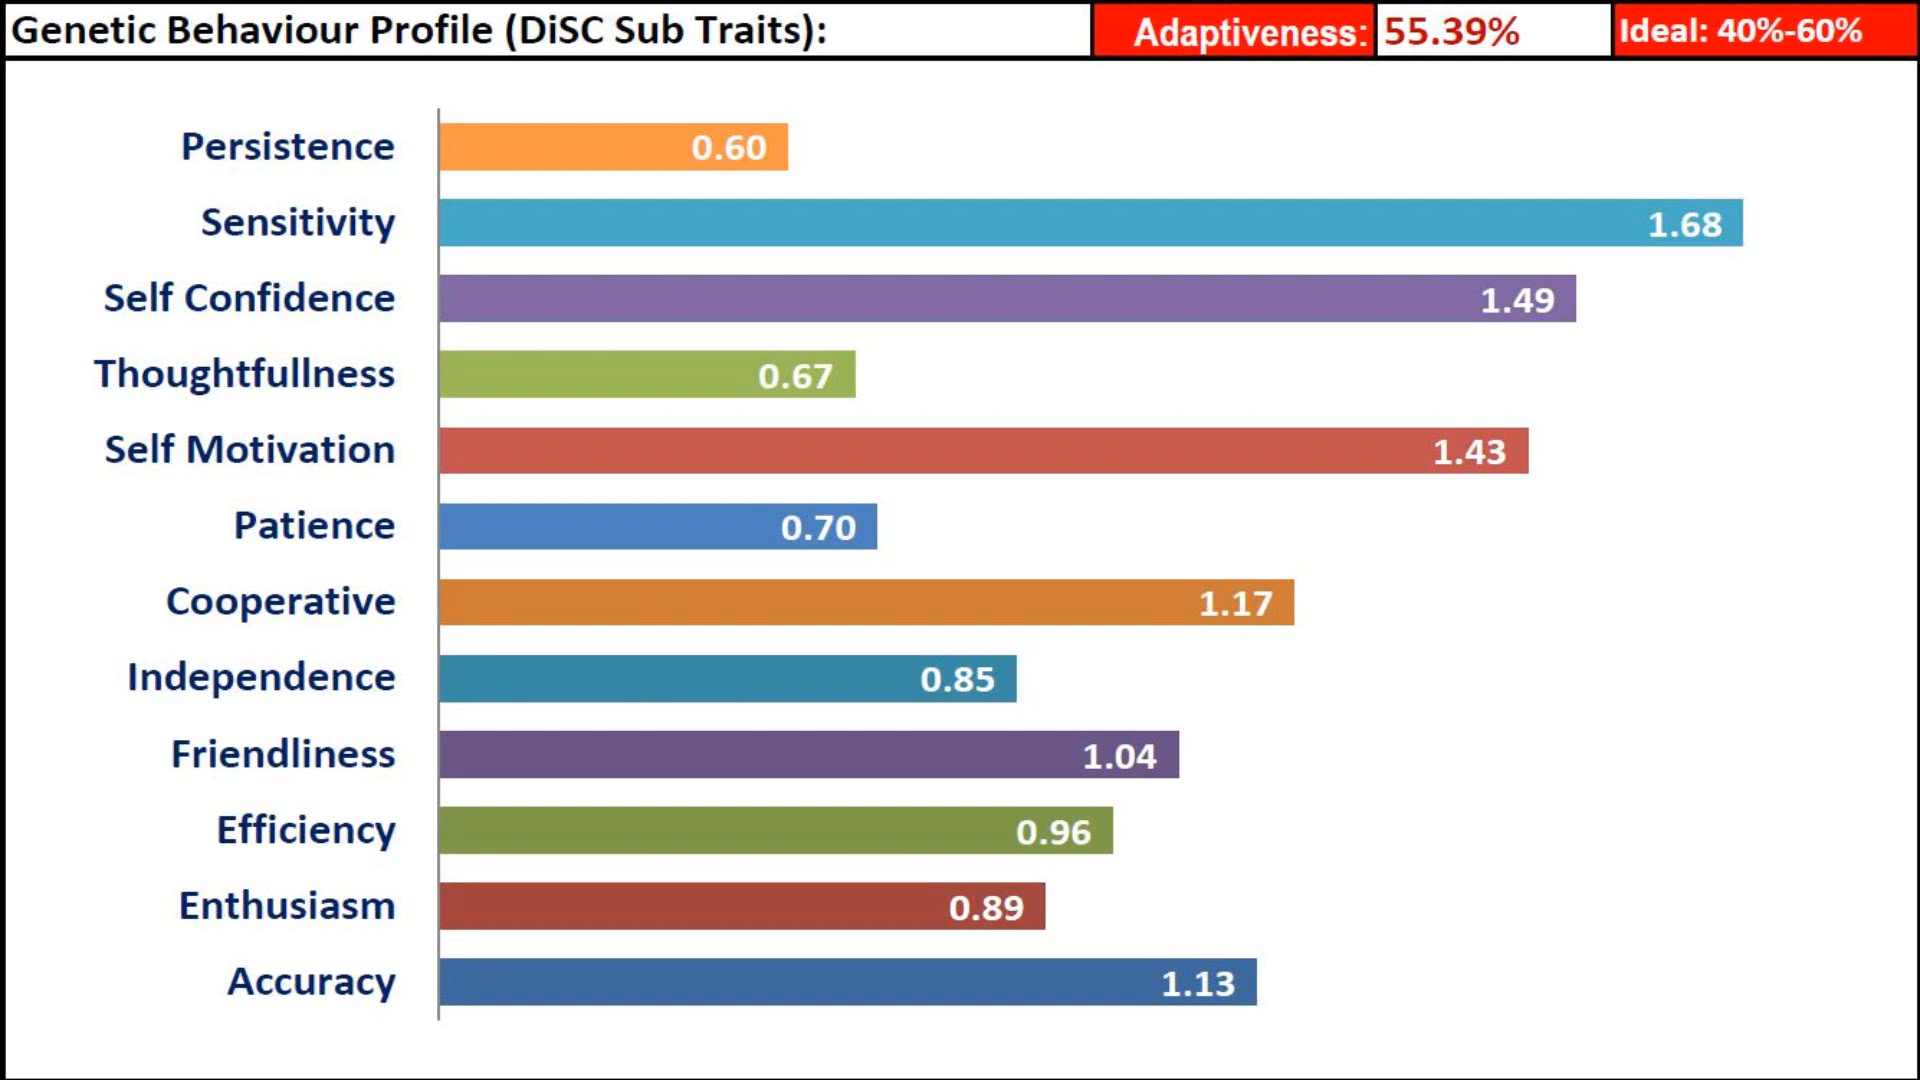 Genetic Behaviour Profile (DiSC Sub Traits): Adaptiveness: 55.39% Ideal: 40%-60%
Persistence 0.60
Sensitivity 1.68
Self Confidence 1.49
Thoughtfullness 0.67
Self Motivation 1.43
Patience 0.70
Cooperative 1.17
Independence 0.85
Friendliness 1.04
Efficiency 0.96
Enthusiasm 0.89
Accuracy 1.13